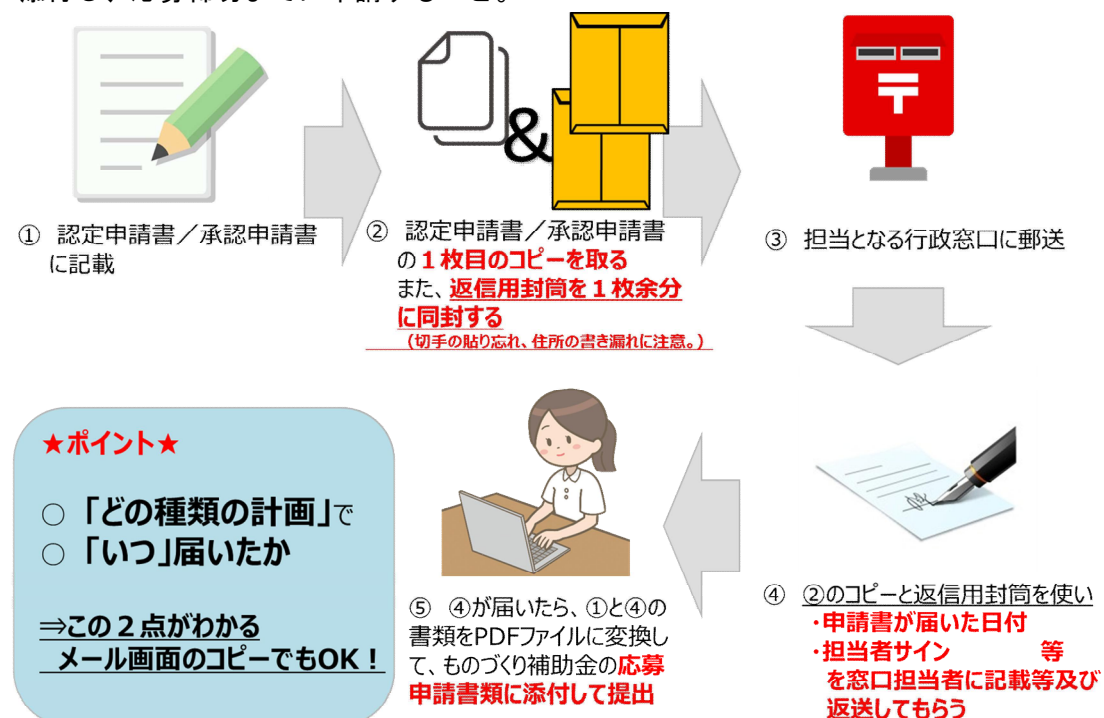 &
〒
① 認定申請書／承認申請書
に記載
② 認定申請書／承認申請書
の１枚目のコピーを取る
また、返信用封筒を１枚余分
に同封する
（切手の貼り忘れ、住所の書き漏れに注意。）
③ 担当となる行政窓口に郵送
④ ②のコピーと返信用封筒を使い
・申請書が届いた日付
・担当者サイン 等
を窓口担当者に記載等及び
返送してもらう
⑤ ④が届いたら、①と④の
書類をPDFファイルに変換し
て、ものづくり補助金の応募
申請書類に添付して提出
★ポイント★
○「どの種類の計画」で
○「いつ」届いたか
⇒この２点がわかる
メール画面のコピーでもOK！